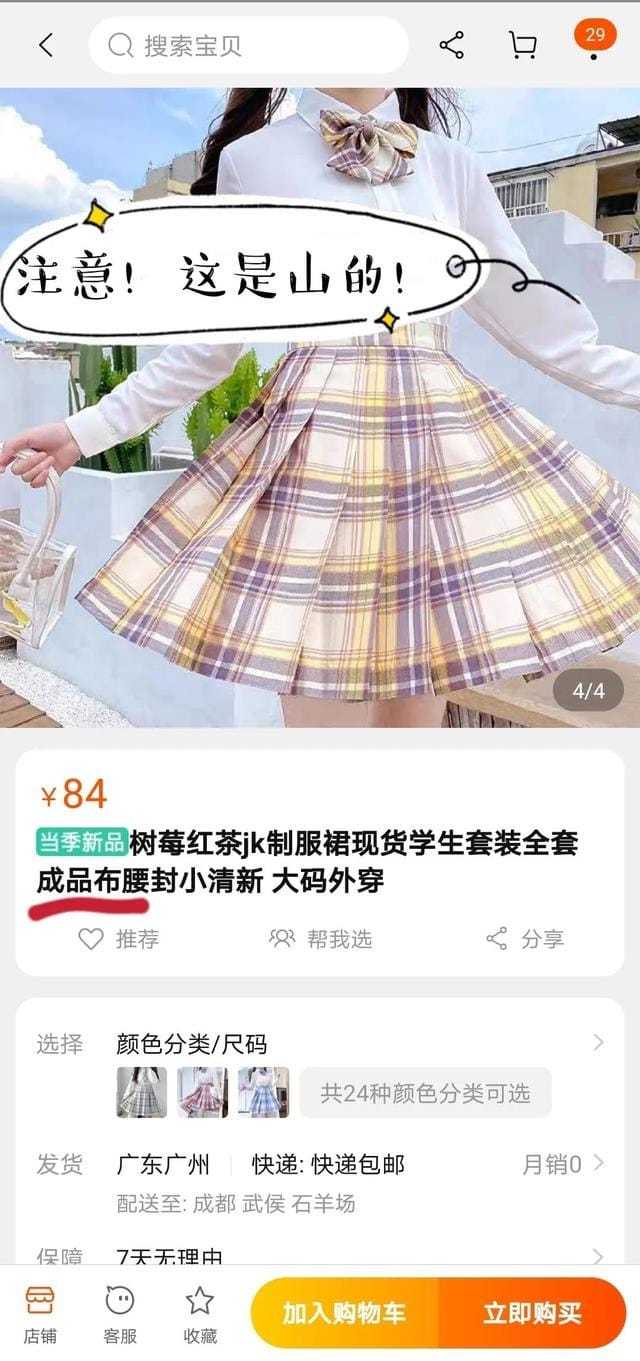 搜索宝贝
29
注意! 这是山的!
4/4
￥84
当季新品树莓红茶jk制服裙现货学生套装全套
成品布腰封小清新 大码外穿
推荐 帮我选 分享
选择 颜色分类/尺码
共24种颜色分类可选
发货 广东广州 快递: 快递包邮 月销0
配送至: 成都 武侯 石羊场
保障 7天无理由
店铺 客服 收藏 加入购物车 立即购买